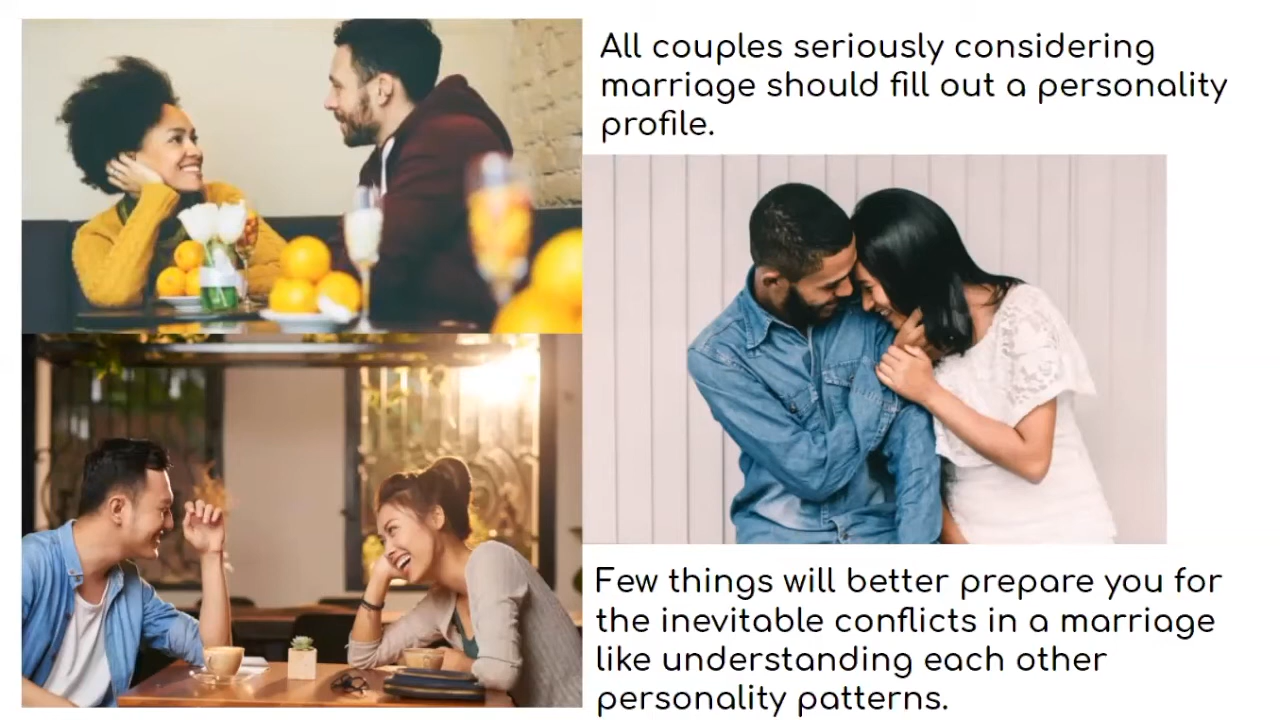 All couples seriously considering
marriage should fill out a personality
profile.
Few things will better prepare you for
the inevitable conflicts in a marriage
like understanding each other
personality patterns.